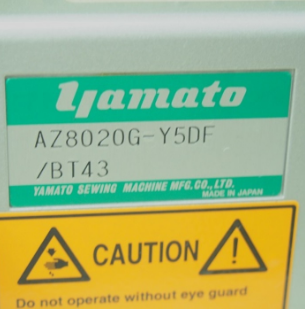 Yamato
AZ8020G-Y5DF
/BT43
YAMATO SEWING MACHINE MFG.CO.,LTD.
MADE IN JAPAN
CAUTION
Do not operate without eye guard